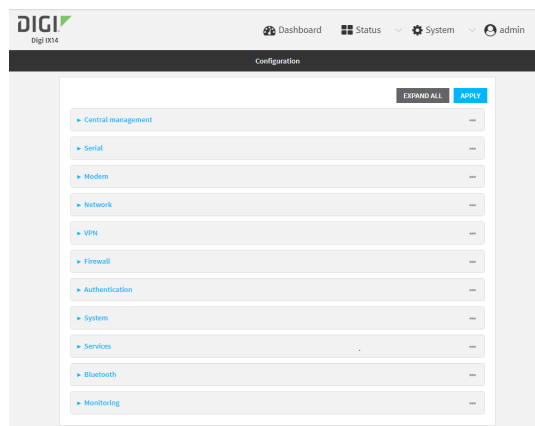 DIGI
Dashboard Status System admin
Digi IX14
Configuration
EXPAND ALL APPLY
Central management
Serial
Modem
Network
VPN
Firewall
Authentication
System
Services
Bluetooth
Monitoring